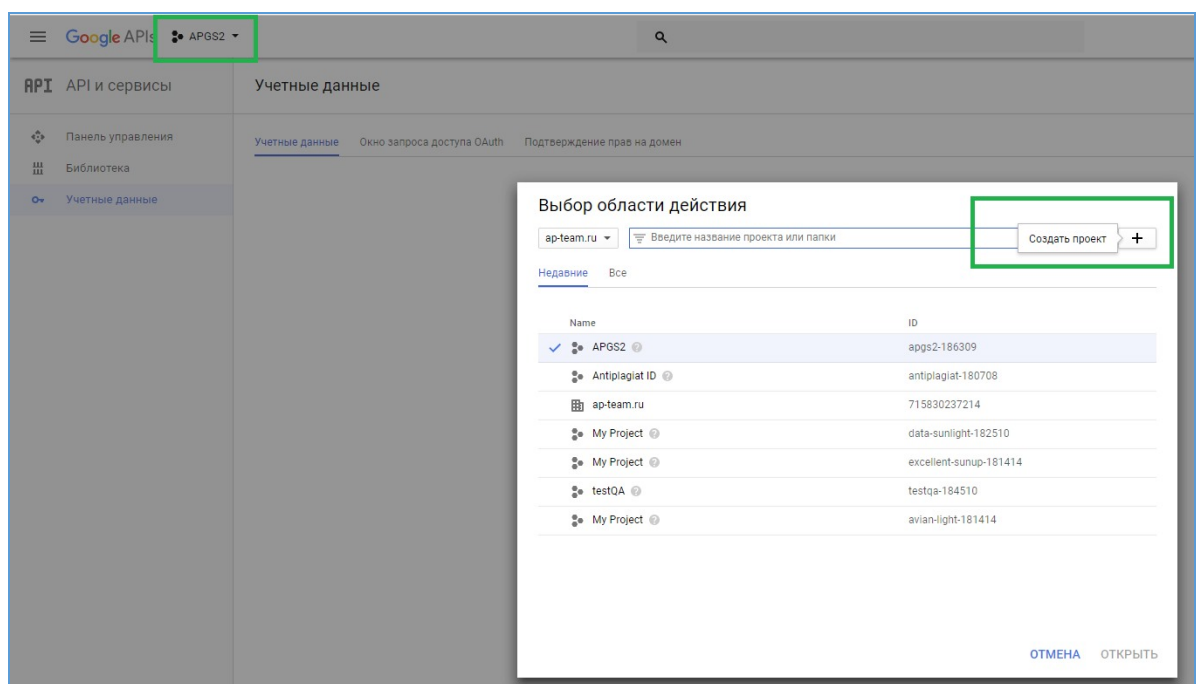 Google APIs APGS2
API API и сервисы
Учетные данные
Панель управления
Библиотека
Учетные данные
Учетные данные Окно запроса доступа OAuth Подтверждение прав на домен
Выбор области действия
ap-team.ru Введите название проекта или папки Создать проект +
Недавние Все
Name ID
APGS2 apgs2-186309
Antiplagiat ID antiplagiat-180708
ap-team.ru 715830237214
My Project data-sunlight-182510
My Project excellent-sunup-181414
testQA testqa-184510
My Project avian-light-181414
ОТМЕНА ОТКРЫТЬ